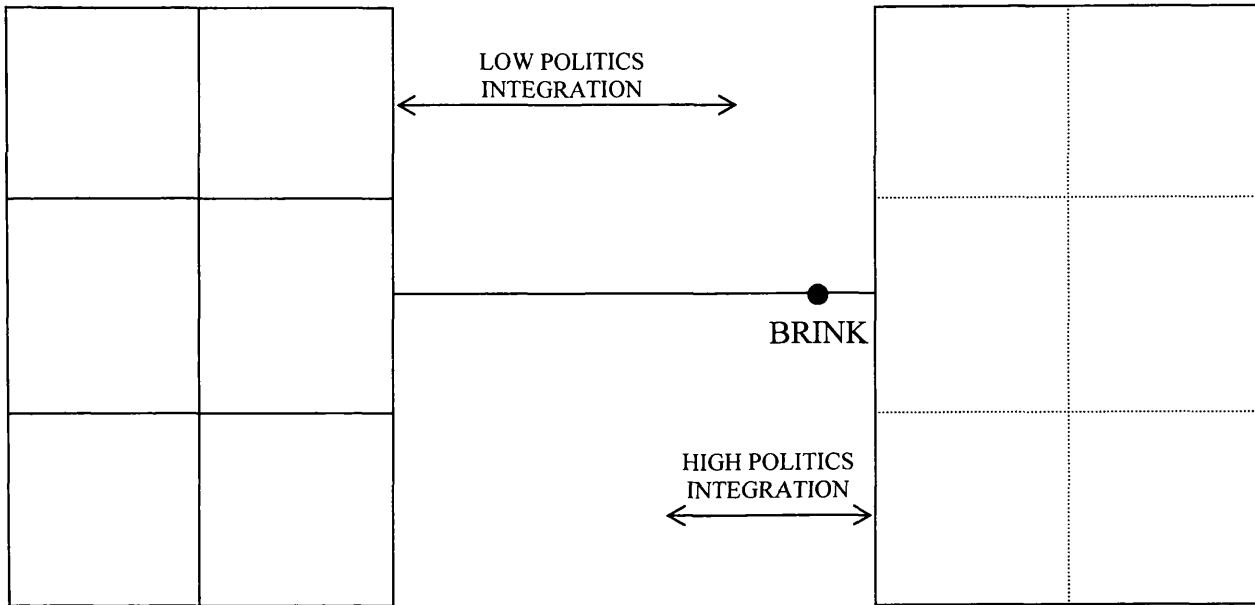 LOW POLITICS
INTEGRATION
BRINK
HIGH POLITICS
INTEGRATION